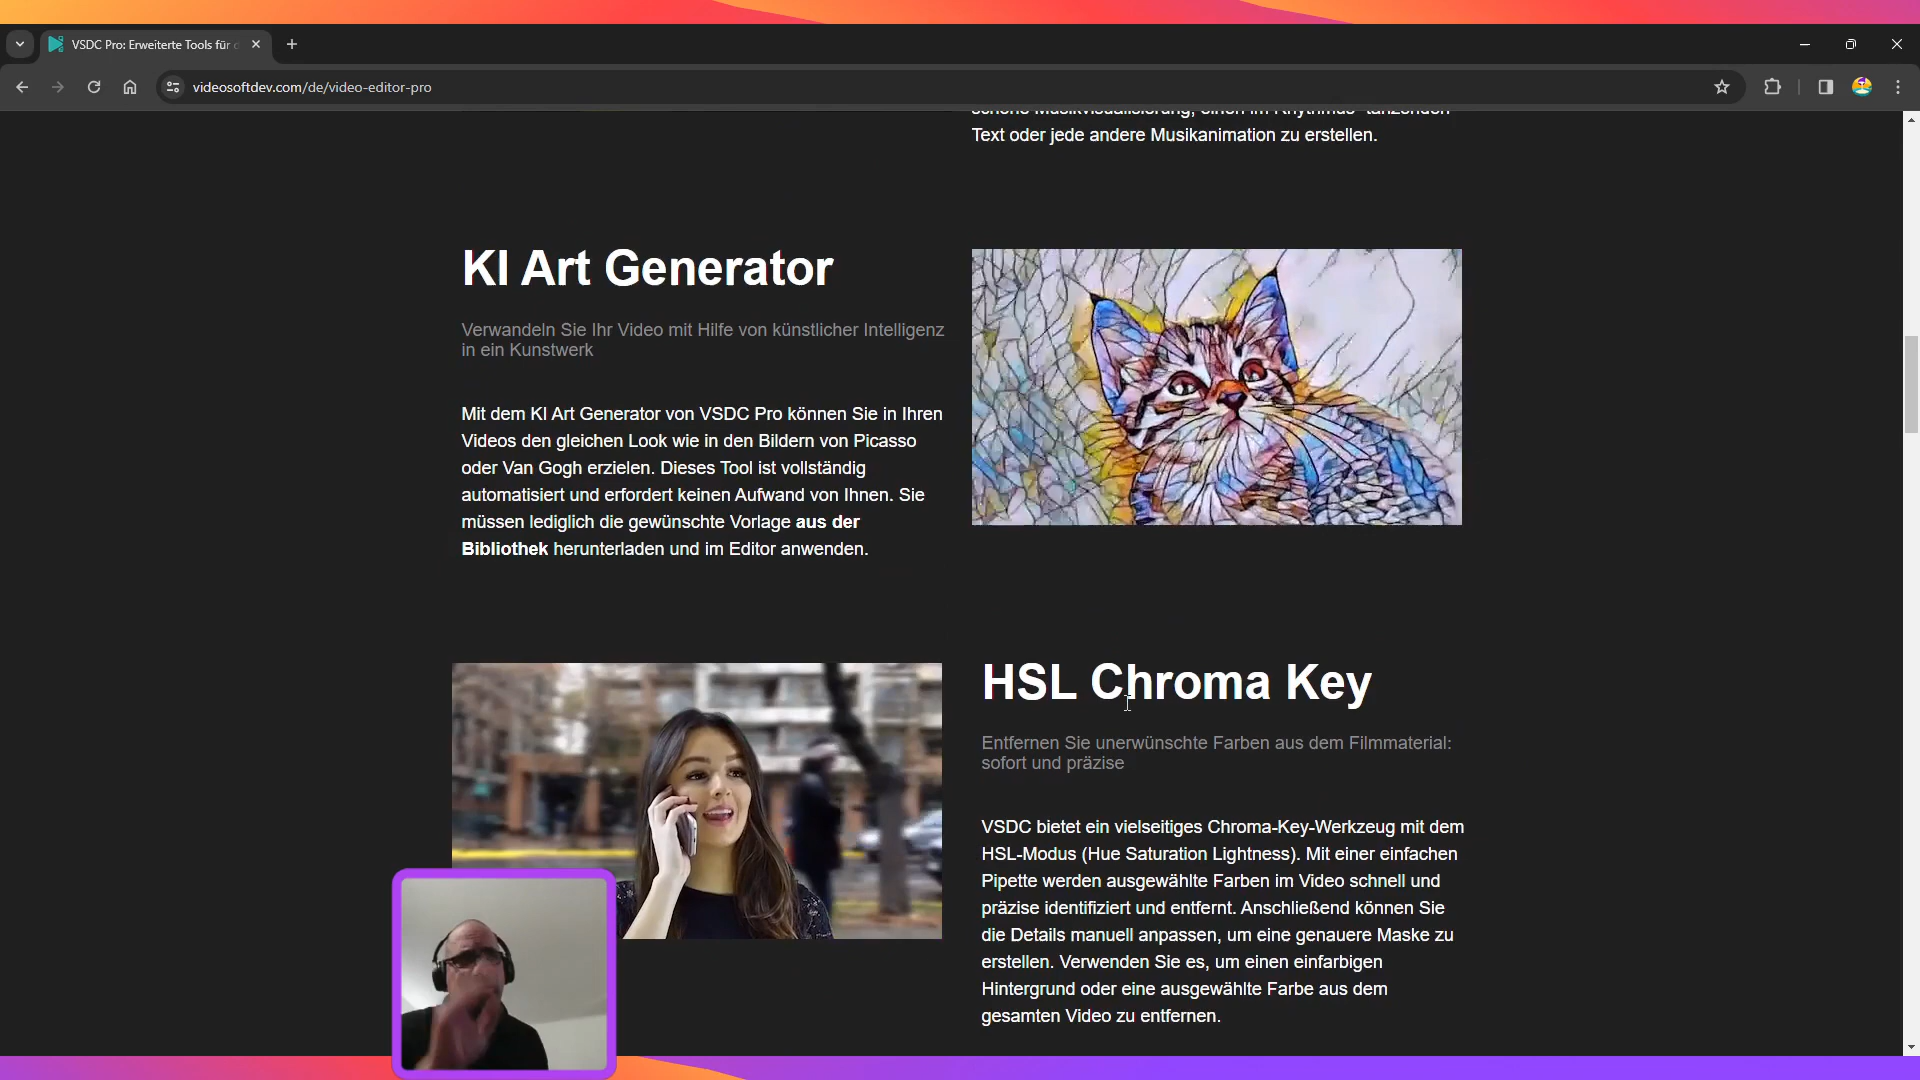 VSDC Pro: Erweiterte Tools für d
videosoftdev.com/de/video-editor-pro
schöne Musikvisualisierung, einen im Rhythmus tanzenden
Text oder jede andere Musikanimation zu erstellen.
KI Art Generator
Verwandeln Sie Ihr Video mit Hilfe von künstlicher Intelligenz
in ein Kunstwerk
Mit dem KI Art Generator von VSDC Pro können Sie in Ihren
Videos den gleichen Look wie in den Bildern von Picasso
oder Van Gogh erzielen. Dieses Tool ist vollständig
automatisiert und erfordert keinen Aufwand von Ihnen. Sie
müssen lediglich die gewünschte Vorlage aus der
Bibliothek herunterladen und im Editor anwenden.
HSL Chroma Key
Entfernen Sie unerwünschte Farben aus dem Filmmaterial:
sofort und präzise
VSDC bietet ein vielseitiges Chroma-Key-Werkzeug mit dem
HSL-Modus (Hue Saturation Lightness). Mit einer einfachen
Pipette werden ausgewählte Farben im Video schnell und
präzise identifiziert und entfernt. Anschließend können Sie
die Details manuell anpassen, um eine genauere Maske zu
erstellen. Verwenden Sie es, um einen einfarbigen
Hintergrund oder eine ausgewählte Farbe aus dem
gesamten Video zu entfernen.